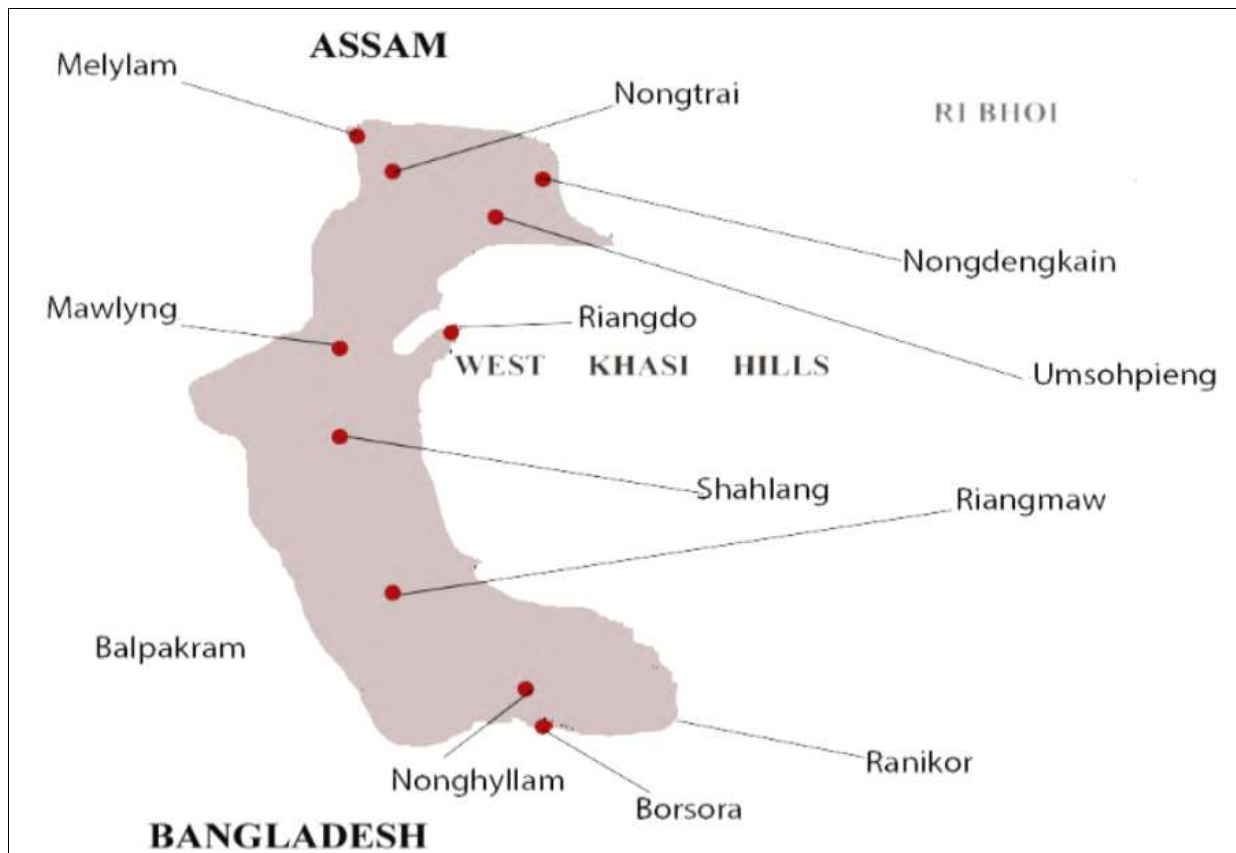 ASSAM
Melylam
Nongtrai
RI BHOI
Nongdengkain
Mawlyng
Riangdo
WEST KHASI HILLS
Umsohpieng
Shahlang
Riangmaw
Balpakram
Ranikor
Nonghyllam
Borsora
BANGLADESH